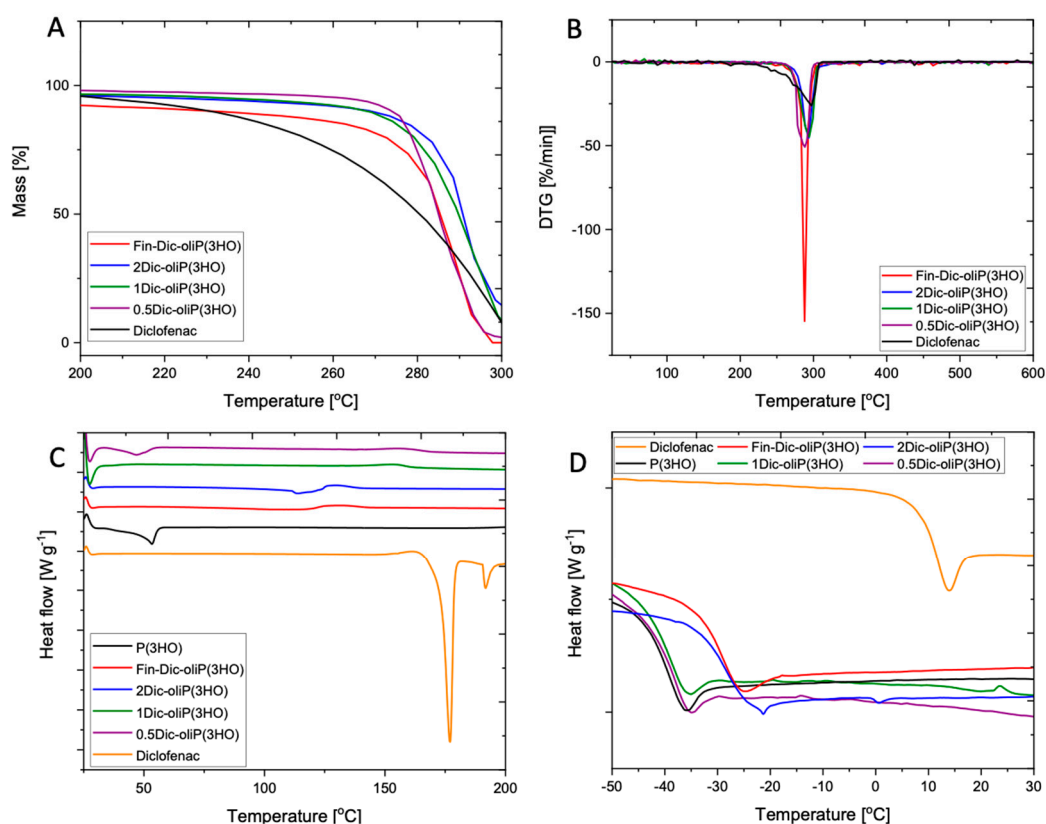 A
Mass [%]
100
50
0
Fin-Dic-oliP(3HO)
2Dic-oliP(3HO)
1Dic-oliP(3HO)
0.5Dic-oliP(3HO)
Diclofenac
200 220 240 260 280 300
Temperature [°C]
B
DTG [%/min]]
0
-50
-100
-150
Fin-Dic-oliP(3HO)
2Dic-oliP(3HO)
1Dic-oliP(3HO)
0.5Dic-oliP(3HO)
Diclofenac
100 200 300 400 500 600
Temperature [°C]
C
Heat flow [W g⁻¹]
P(3HO)
Fin-Dic-oliP(3HO)
2Dic-oliP(3HO)
1Dic-oliP(3HO)
0.5Dic-oliP(3HO)
Diclofenac
50 100 150 200
Temperature [°C]
D
Heat flow [W g⁻¹]
Diclofenac Fin-Dic-oliP(3HO) 2Dic-oliP(3HO)
P(3HO) 1Dic-oliP(3HO) 0.5Dic-oliP(3HO)
-50 -40 -30 -20 -10 0 10 20 30
Temperature [°C]